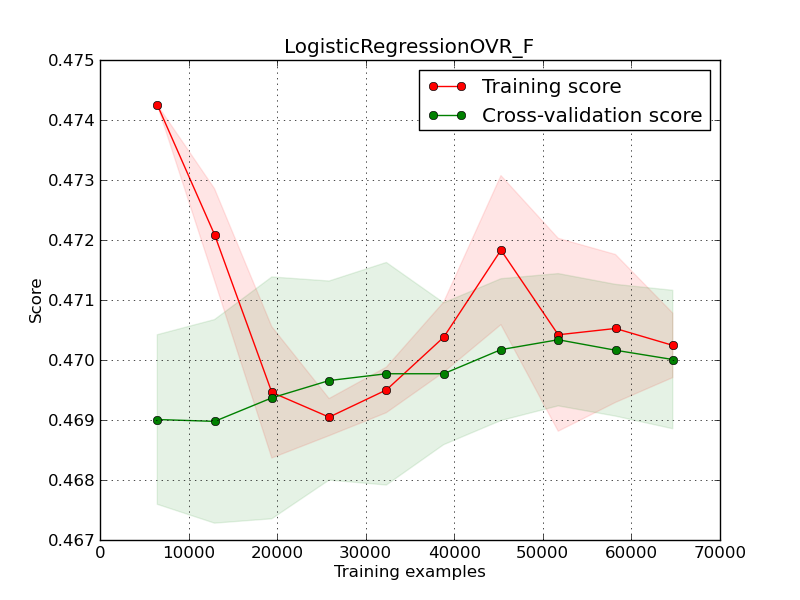 LogisticRegressionOVR_F
Training score
Cross-validation score
0.475
0.474
0.473
0.472
0.471
0.470
0.469
0.468
0.467
Score
0 10000 20000 30000 40000 50000 60000 70000
Training examples